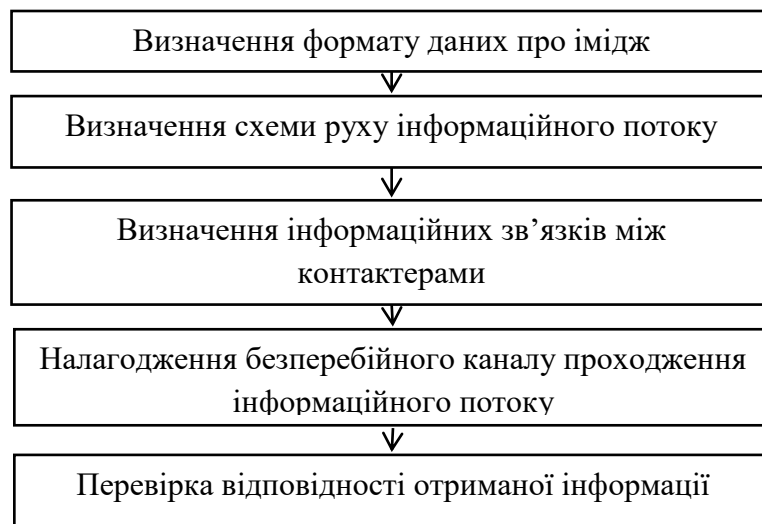 Визначення формату даних про імідж
Визначення схеми руху інформаційного потоку
Визначення інформаційних зв’язків між
контактерами
Налагодження безперебійного каналу проходження
інформаційного потоку
Перевірка відповідності отриманої інформації